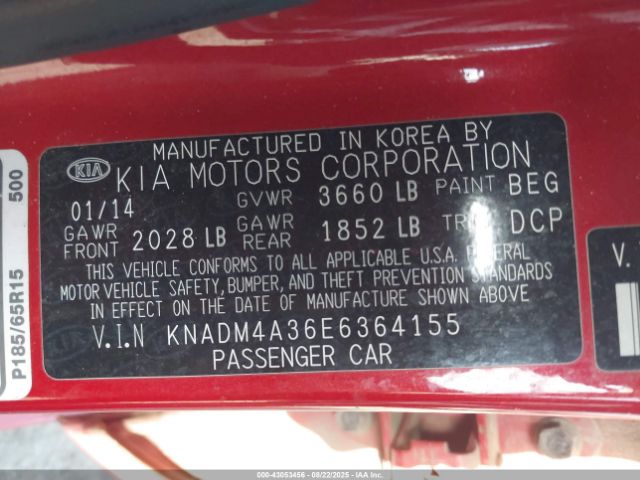 MANUFACTURED IN KOREA BY
KIA KIA MOTORS CORPORATION
01/14 GVWR 3660 LB PAINT BEG
GAWR FRONT 2028 LB GAWR REAR 1852 LB DCP
THIS VEHICLE CONFORMS TO ALL APPLICABLE U.S.A. FEDERAL
MOTOR VEHICLE SAFETY, BUMPER, AND THEFT PREVENTION STANDARDS
IN EFFECT ON THE DATE OF MANUFACTURE SHOWN ABOVE
V.I.N KNADM4A36E6364155
PASSENGER CAR
P185/65R15 500
V.
000-43053456 - 08/22/2025 - IAA Inc.